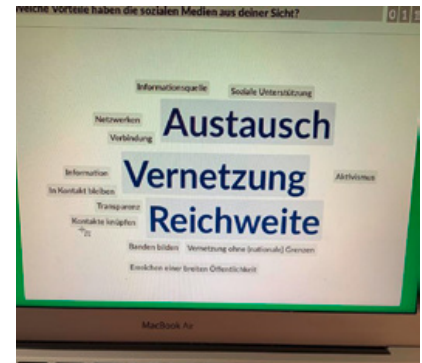 Welche Vorteile haben die sozialen Medien aus deiner Sicht?
Informationsquelle Soziale Unterstützung
Netzwerken
Austausch
Verbindung
Information
Vernetzung
Aktivismus
In Kontakt bleiben
Transparenz
Reichweite
Kontakte knüpfen
Banden bilden Vernetzung ohne (nationale) Grenzen
Erreichen einer breiten Öffentlichkeit
MacBook Air